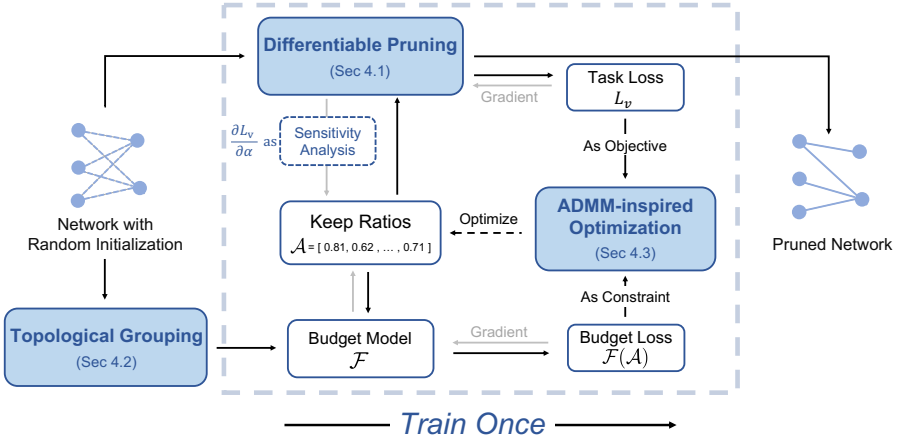 Differentiable Pruning
(Sec 4.1)
Task Loss
L_v
Gradient
∂L_v/∂α as
Sensitivity
Analysis
As Objective
Network with
Random Initialization
Keep Ratios
𝒜 = [ 0.81, 0.62 , … , 0.71 ]
Optimize
ADMM-inspired
Optimization
(Sec 4.3)
Pruned Network
As Constraint
Topological Grouping
(Sec 4.2)
Budget Model
ℱ
Gradient
Budget Loss
ℱ(𝒜)
Train Once